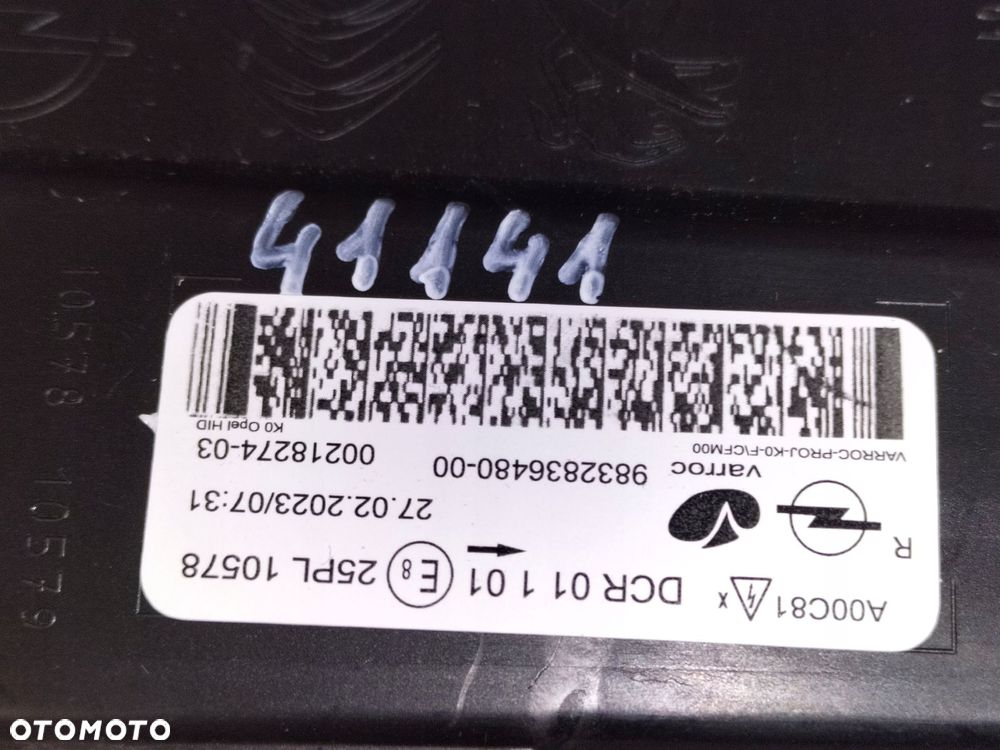 41141
A00C81 X DCR 01 1 01 E8 25PL 10578
R
27.02.2023/07:31
varroc
9832836480-00
00218274-03
VARROC-PROJ-K0-F\CFM00
K0 Opel HID
10578 10579
OTOMOTO